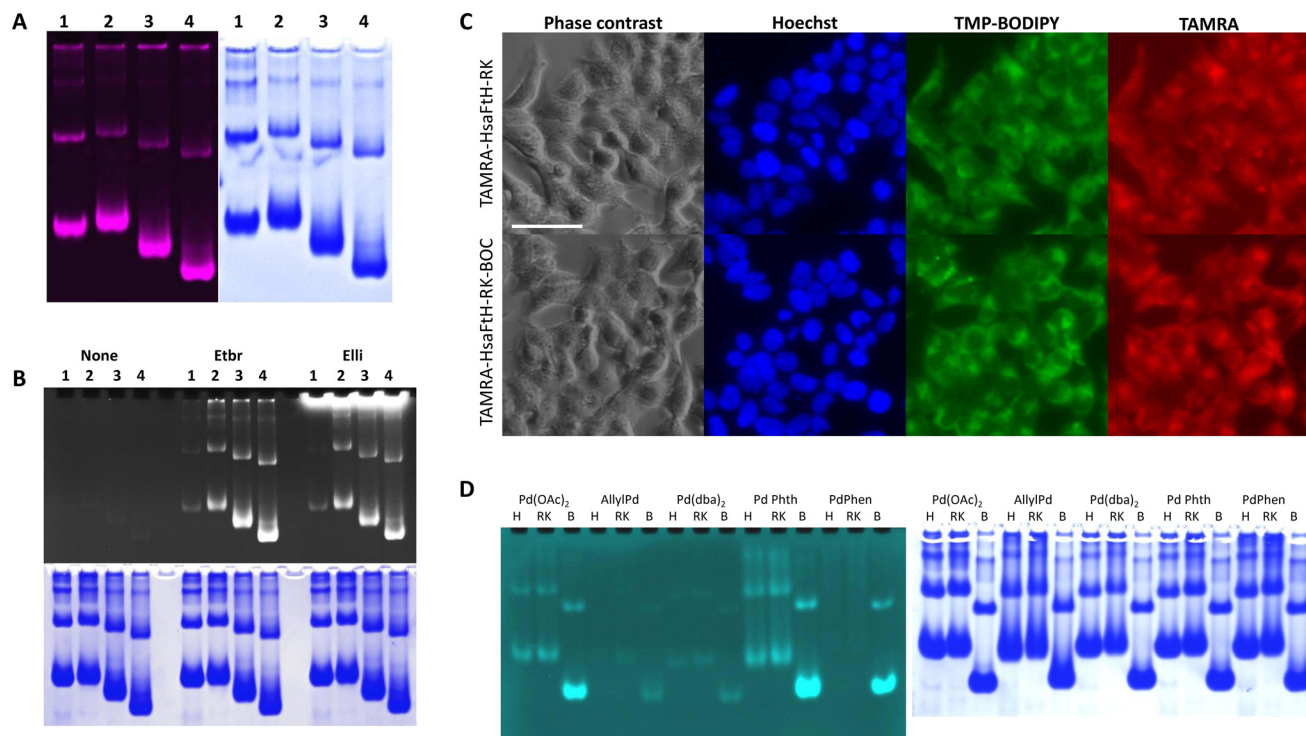 A
1 2 3 4 1 2 3 4
B
None Etbr Elli
1 2 3 4 1 2 3 4 1 2 3 4
C
Phase contrast Hoechst TMP-BODIPY TAMRA
TAMRA-HsaFtH-RK
TAMRA-HsaFtH-RK-BOC
D
Pd(OAc)₂ AllylPd Pd(dba)₂ Pd Phth PdPhen
H RK B H RK B H RK B H RK B H RK B
Pd(OAc)₂ AllylPd Pd(dba)₂ Pd Phth PdPhen
H RK B H RK B H RK B H RK B H RK B